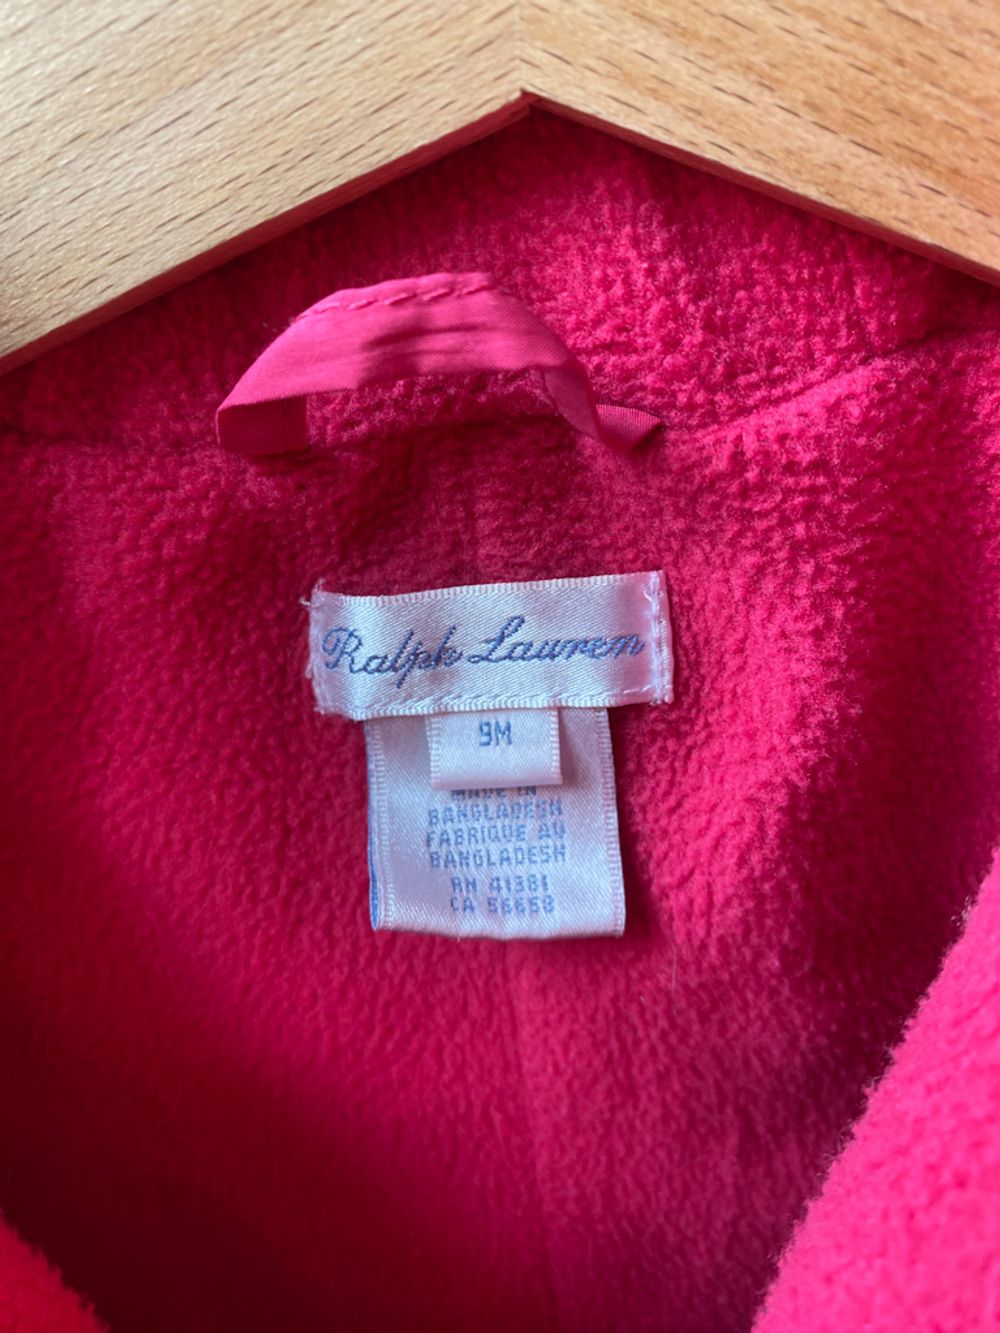 Ralph Lauren
9M
MADE IN
BANGLADESH
FABRIQUE AU
BANGLADESH
RN 41381
CA 56658